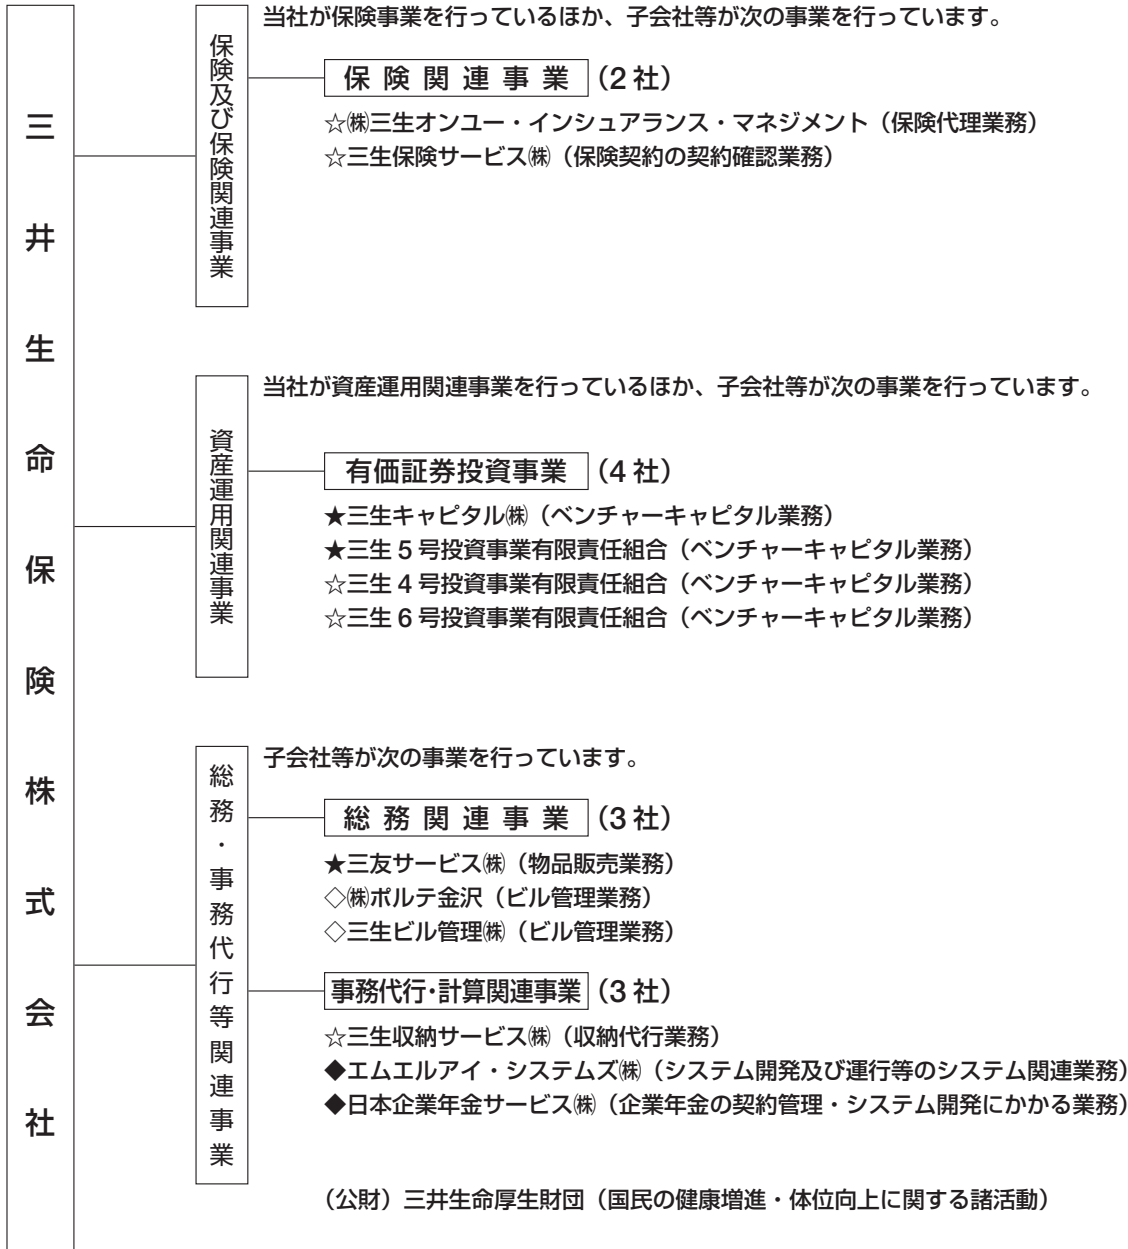 三井生命保険株式会社
保険及び保険関連事業
当社が保険事業を行っているほか、子会社等が次の事業を行っています。
保険関連事業（2社）
☆㈱三生オンユー・インシュアランス・マネジメント（保険代理業務）
☆三生保険サービス㈱（保険契約の契約確認業務）
資産運用関連事業
当社が資産運用関連事業を行っているほか、子会社等が次の事業を行っています。
有価証券投資事業（4社）
★三生キャピタル㈱（ベンチャーキャピタル業務）
★三生5号投資事業有限責任組合（ベンチャーキャピタル業務）
☆三生4号投資事業有限責任組合（ベンチャーキャピタル業務）
☆三生6号投資事業有限責任組合（ベンチャーキャピタル業務）
総務・事務代行等関連事業
子会社等が次の事業を行っています。
総務関連事業（3社）
★三友サービス㈱（物品販売業務）
◇㈱ポルテ金沢（ビル管理業務）
◇三生ビル管理㈱（ビル管理業務）
事務代行・計算関連事業（3社）
☆三生収納サービス㈱（収納代行業務）
◆エムエルアイ・システムズ㈱（システム開発及び運行等のシステム関連業務）
◆日本企業年金サービス㈱（企業年金の契約管理・システム開発にかかる業務）
（公財）三井生命厚生財団（国民の健康増進・体位向上に関する諸活動）